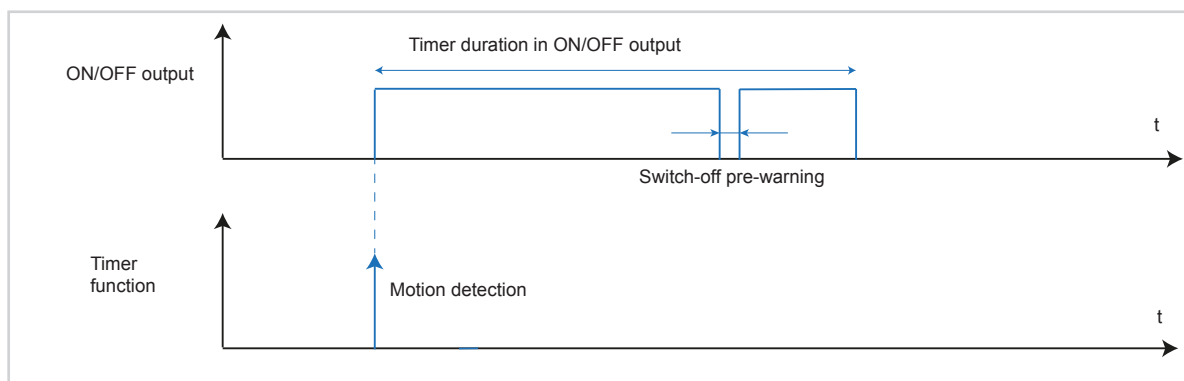 Timer duration in ON/OFF output
ON/OFF output
t
Switch-off pre-warning
Timer
function
Motion detection
t